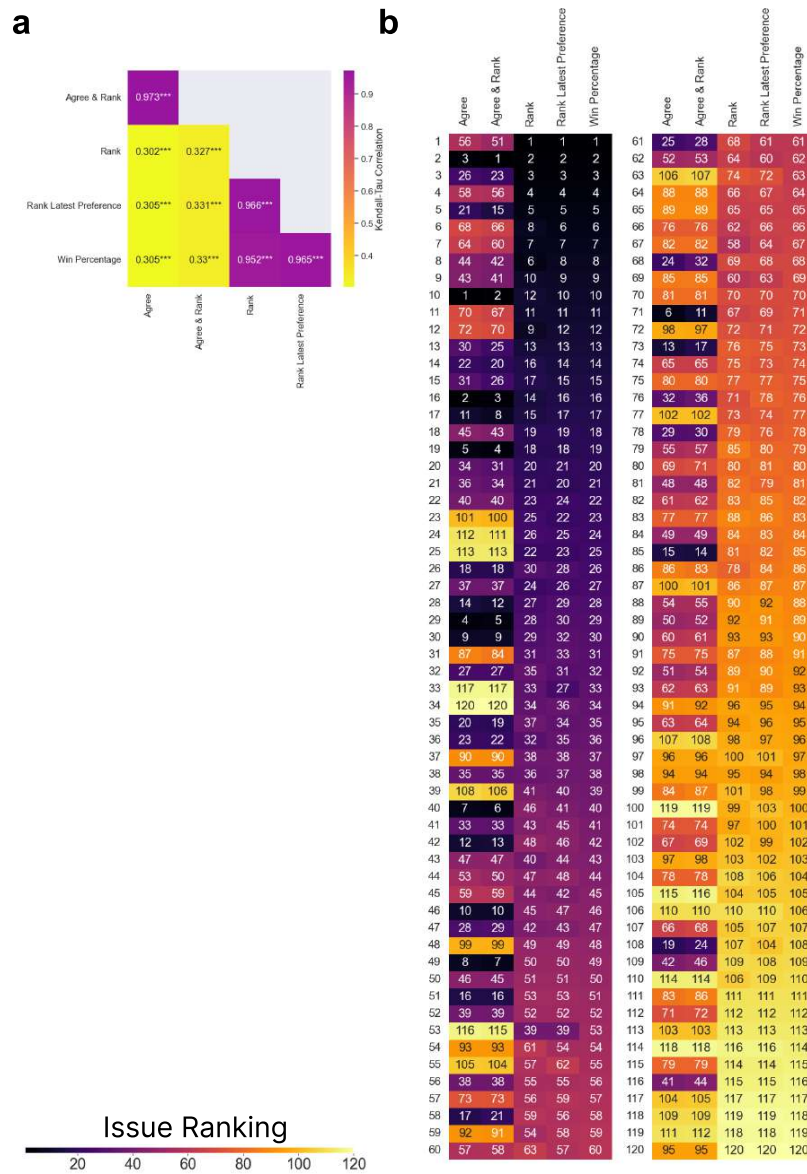 a
Agree & Rank 0.973***
Rank 0.302*** 0.327***
Rank Latest Preference 0.305*** 0.331*** 0.966***
Win Percentage 0.305*** 0.33*** 0.952*** 0.965***
Agree
Agree & Rank
Rank
Rank Latest Preference
0.9
0.8
0.7
0.6
0.5
0.4
Kendall-Tau Correlation
b
Agree
Agree & Rank
Rank
Rank Latest Preference
Win Percentage
1 56 51 1 1 1
2 3 1 2 2 2
3 26 23 3 3 3
4 58 56 4 4 4
5 21 15 5 5 5
6 68 66 8 6 6
7 64 60 7 7 7
8 44 42 6 8 8
9 43 41 10 9 9
10 1 2 12 10 10
11 70 67 11 11 11
12 72 70 9 12 12
13 30 25 13 13 13
14 22 20 16 14 14
15 31 26 17 15 15
16 2 3 14 16 16
17 11 8 15 17 17
18 45 43 19 19 18
19 5 4 18 18 19
20 34 31 20 21 20
21 36 34 21 20 21
22 40 40 23 24 22
23 101 100 25 22 23
24 112 111 26 25 24
25 113 113 22 23 25
26 18 18 30 28 26
27 37 37 24 26 27
28 14 12 27 29 28
29 4 5 28 30 29
30 9 9 29 32 30
31 87 84 31 33 31
32 27 27 35 31 32
33 117 117 33 27 33
34 120 120 34 36 34
35 20 19 37 34 35
36 23 22 32 35 36
37 90 90 38 38 37
38 35 35 36 37 38
39 108 106 41 40 39
40 7 6 46 41 40
41 33 33 43 45 41
42 12 13 48 46 42
43 47 47 40 44 43
44 53 50 47 48 44
45 59 59 44 42 45
46 10 10 45 47 46
47 28 29 42 43 47
48 99 99 49 49 48
49 8 7 50 50 49
50 46 45 51 51 50
51 16 16 53 53 51
52 39 39 52 52 52
53 116 115 39 39 53
54 93 93 61 54 54
55 105 104 57 62 55
56 38 38 55 55 56
57 73 73 56 59 57
58 17 21 59 56 58
59 92 91 54 58 59
60 57 58 63 57 60
Agree
Agree & Rank
Rank
Rank Latest Preference
Win Percentage
61 25 28 68 61 61
62 52 53 64 60 62
63 106 107 74 72 63
64 88 88 66 67 64
65 89 89 65 65 65
66 76 76 62 66 66
67 82 82 58 64 67
68 24 32 69 68 68
69 85 85 60 63 69
70 81 81 70 70 70
71 6 11 67 69 71
72 98 97 72 71 72
73 13 17 76 75 73
74 65 65 75 73 74
75 80 80 77 77 75
76 32 36 71 78 76
77 102 102 73 74 77
78 29 30 79 76 78
79 55 57 85 80 79
80 69 71 80 81 80
81 48 48 82 79 81
82 61 62 83 85 82
83 77 77 88 86 83
84 49 49 84 83 84
85 15 14 81 82 85
86 86 83 78 84 86
87 100 101 86 87 87
88 54 55 90 92 88
89 50 52 92 91 89
90 60 61 93 93 90
91 75 75 87 88 91
92 51 54 89 90 92
93 62 63 91 89 93
94 91 92 96 95 94
95 63 64 94 96 95
96 107 108 98 97 96
97 96 96 100 101 97
98 94 94 95 94 98
99 84 87 101 98 99
100 119 119 99 103 100
101 74 74 97 100 101
102 67 69 102 99 102
103 97 98 103 102 103
104 78 78 108 106 104
105 115 116 104 105 105
106 110 110 110 110 106
107 66 68 105 107 107
108 19 24 107 104 108
109 42 46 109 108 109
110 114 114 106 109 110
111 83 86 111 111 111
112 71 72 112 112 112
113 103 103 113 113 113
114 118 118 116 116 114
115 79 79 114 114 115
116 41 44 115 115 116
117 104 105 117 117 117
118 109 109 119 119 118
119 111 112 118 118 119
120 95 95 120 120 120
Issue Ranking
20 40 60 80 100 120